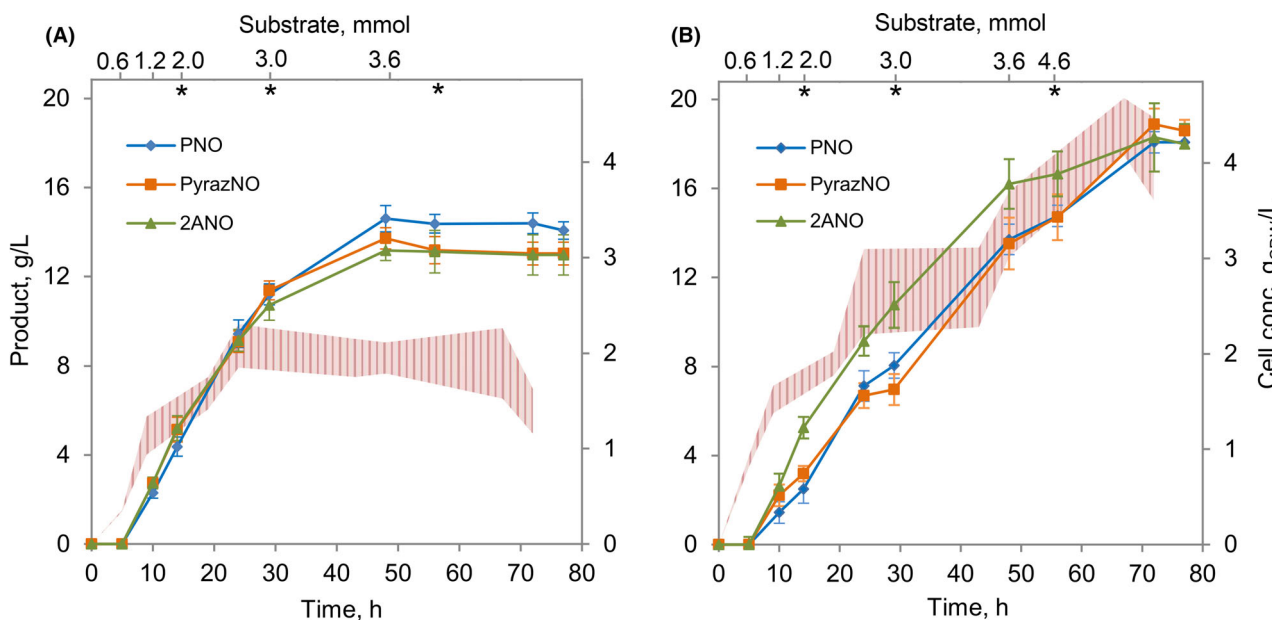 (A)
Substrate, mmol
0.6 1.2 2.0 3.0 3.6
* * *
20
16
12
8
4
0
Product, g/L
PNO
PyrazNO
2ANO
4
3
2
1
0
0 10 20 30 40 50 60 70 80
Time, h
(B)
Substrate, mmol
0.6 1.2 2.0 3.0 3.6 4.6
* * *
20
16
12
8
4
0
PNO
PyrazNO
2ANO
4
3
2
1
0
Cell conc,
0 10 20 30 40 50 60 70 80
Time, h